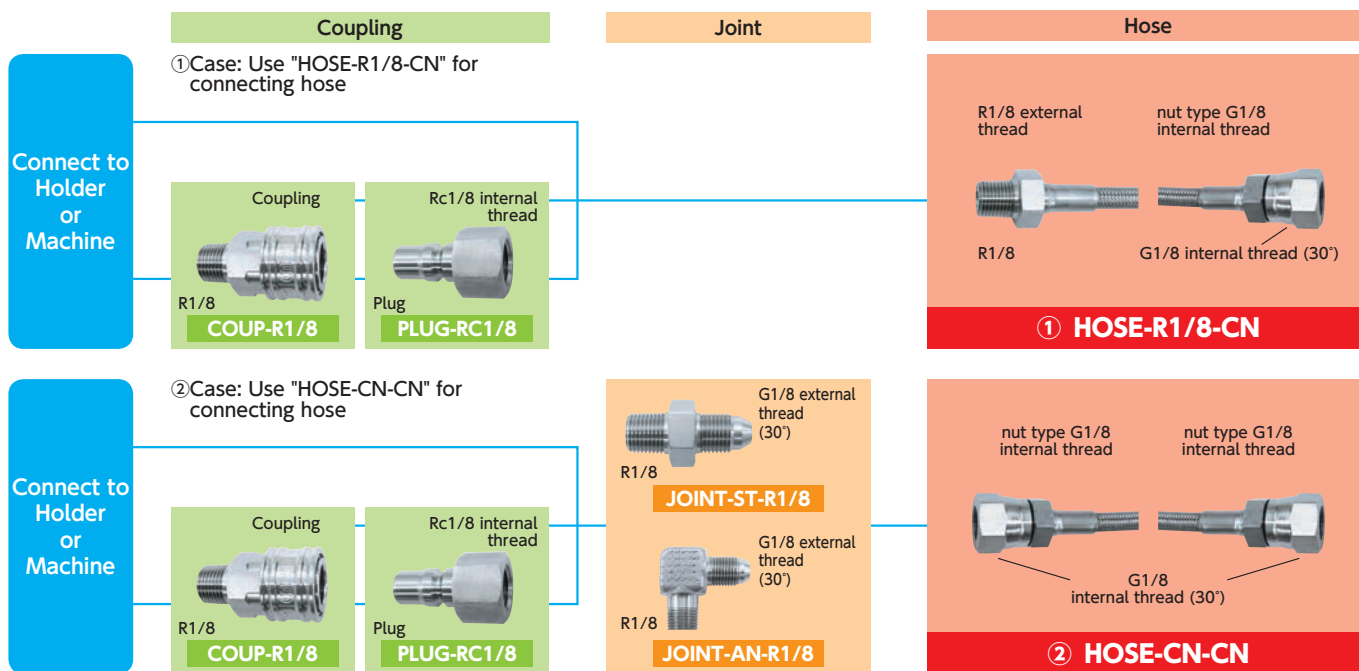 Coupling
Joint
Hose
①Case: Use "HOSE-R1/8-CN" for
connecting hose
Connect to
Holder
or
Machine
Coupling
R1/8
COUP-R1/8
Rc1/8 internal
thread
Plug
PLUG-RC1/8
R1/8 external
thread
nut type G1/8
internal thread
R1/8
G1/8 internal thread (30°)
① HOSE-R1/8-CN
②Case: Use "HOSE-CN-CN" for
connecting hose
Connect to
Holder
or
Machine
Coupling
R1/8
COUP-R1/8
Rc1/8 internal
thread
Plug
PLUG-RC1/8
G1/8 external
thread
(30°)
R1/8
JOINT-ST-R1/8
G1/8 external
thread
(30°)
R1/8
JOINT-AN-R1/8
nut type G1/8
internal thread
nut type G1/8
internal thread
G1/8
internal thread (30°)
② HOSE-CN-CN